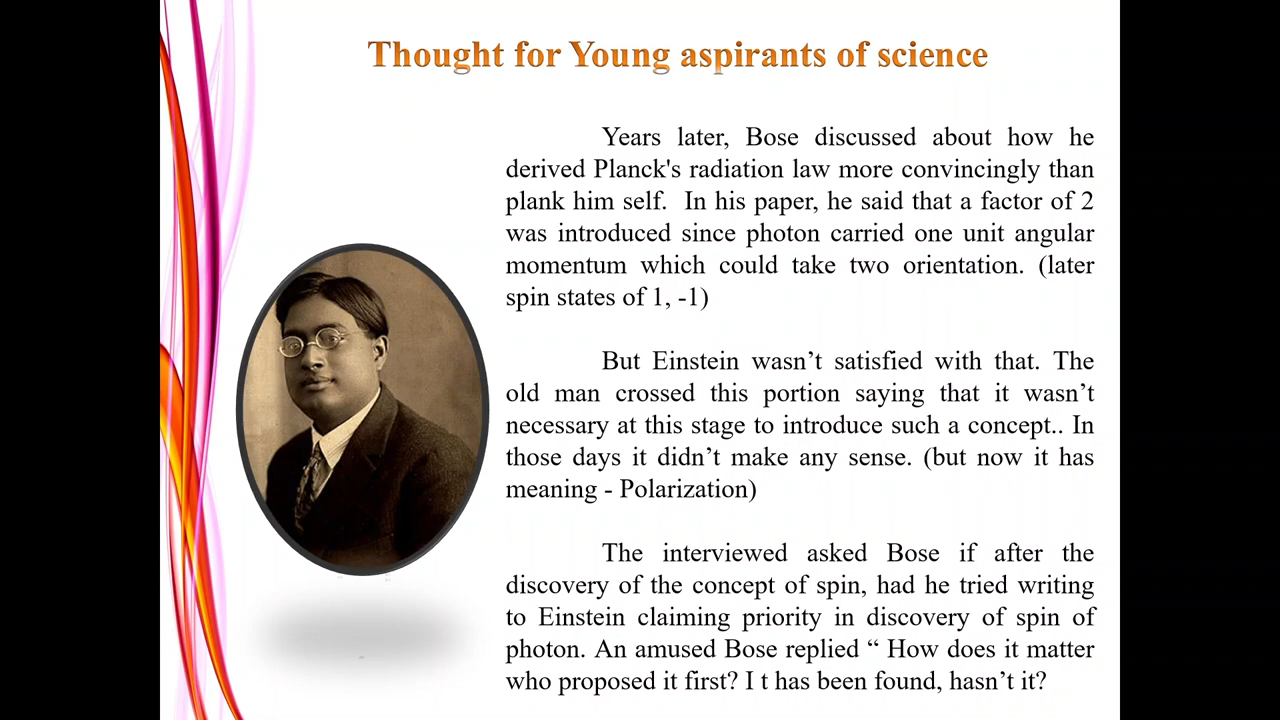 Thought for Young aspirants of science
Years later, Bose discussed about how he
derived Planck's radiation law more convincingly than
plank him self. In his paper, he said that a factor of 2
was introduced since photon carried one unit angular
momentum which could take two orientation. (later
spin states of 1, -1)
But Einstein wasn’t satisfied with that. The
old man crossed this portion saying that it wasn’t
necessary at this stage to introduce such a concept.. In
those days it didn’t make any sense. (but now it has
meaning - Polarization)
The interviewed asked Bose if after the
discovery of the concept of spin, had he tried writing
to Einstein claiming priority in discovery of spin of
photon. An amused Bose replied “ How does it matter
who proposed it first? I t has been found, hasn’t it?